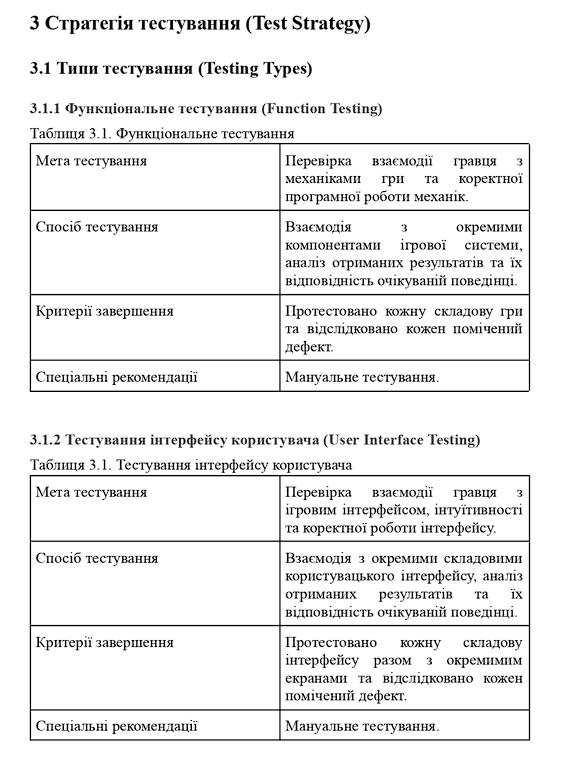 3 Стратегія тестування (Test Strategy)
3.1 Типи тестування (Testing Types)
3.1.1 Функціональне тестування (Function Testing)
Таблиця 3.1. Функціональне тестування
Мета тестування
Перевірка взаємодії гравця з
механіками гри та коректної
програмної роботи механік.
Спосіб тестування
Взаємодія з окремими
компонентами ігрової системи,
аналіз отриманих результатів та їх
відповідність очікуваній поведінці.
Критерії завершення
Протестовано кожну складову гри
та відслідковано кожен помічений
дефект.
Спеціальні рекомендації
Мануальне тестування.
3.1.2 Тестування інтерфейсу користувача (User Interface Testing)
Таблиця 3.1. Тестування інтерфейсу користувача
Мета тестування
Перевірка взаємодії гравця з
ігровим інтерфейсом, інтуїтивності
та коректної роботи інтерфейсу.
Спосіб тестування
Взаємодія з окремими складовими
користувацького інтерфейсу, аналіз
отриманих результатів та їх
відповідність очікуваній поведінці.
Критерії завершення
Протестовано кожну складову
інтерфейсу разом з окремимим
екранами та відслідковано кожен
помічений дефект.
Спеціальні рекомендації
Мануальне тестування.